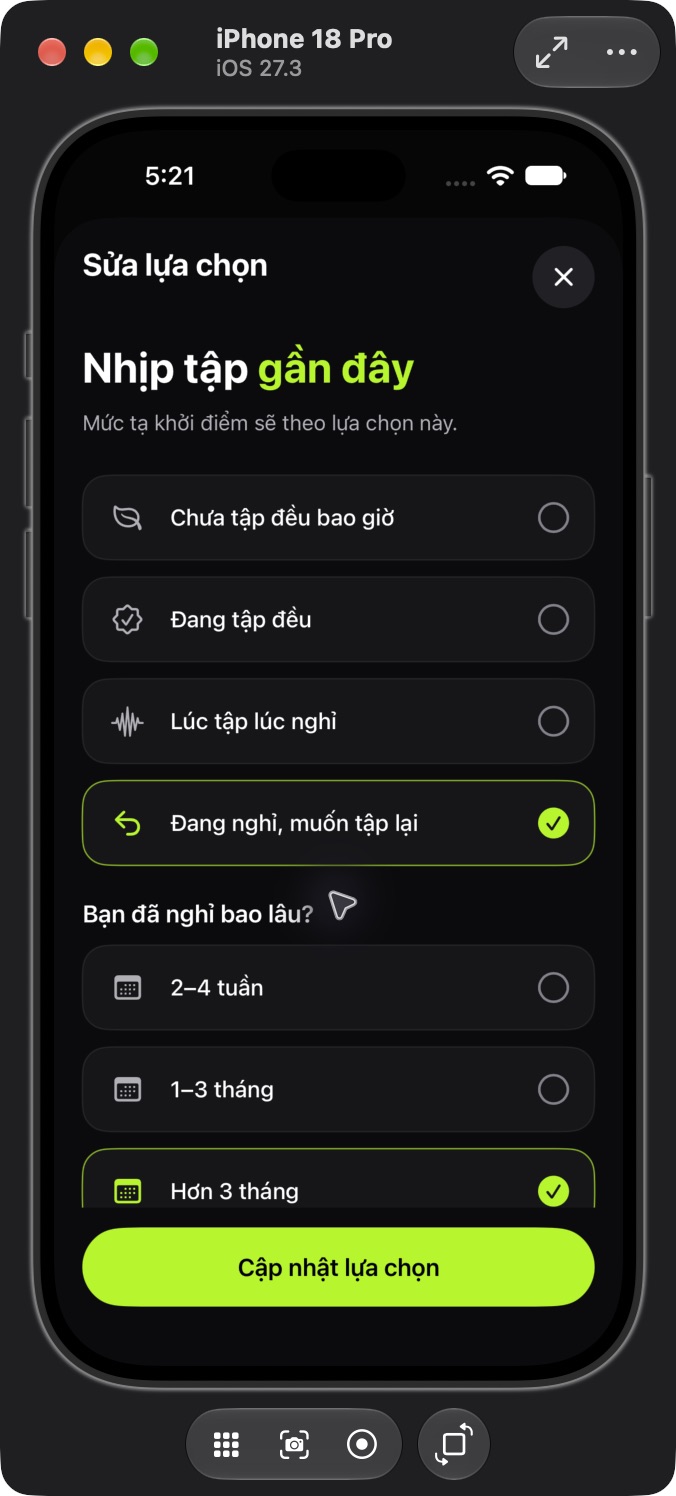 iPhone 18 Pro
iOS 27.3
5:21
Sửa lựa chọn
Nhịp tập gần đây
Mức tạ khởi điểm sẽ theo lựa chọn này.
Chưa tập đều bao giờ
Đang tập đều
Lúc tập lúc nghỉ
Đang nghỉ, muốn tập lại
Bạn đã nghỉ bao lâu?
2–4 tuần
1–3 tháng
Hơn 3 tháng
Cập nhật lựa chọn